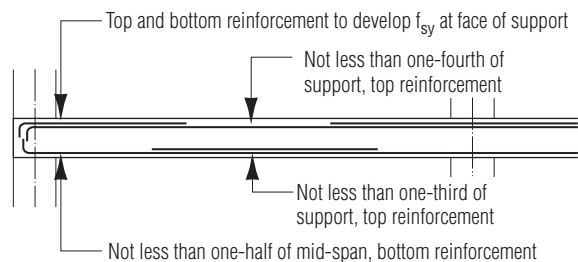 Top and bottom reinforcement to develop fsy at face of support
Not less than one-fourth of
support, top reinforcement
Not less than one-third of
support, top reinforcement
Not less than one-half of mid-span, bottom reinforcement